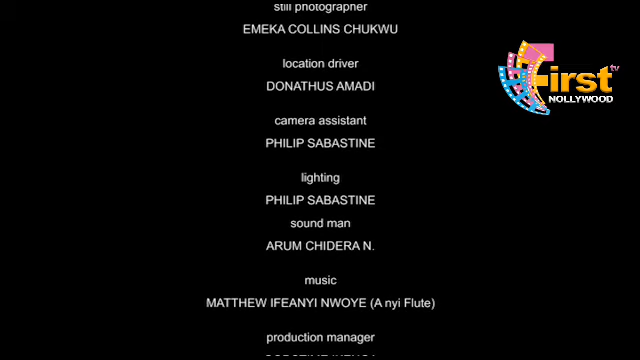 still photographer
EMEKA COLLINS CHUKWU
location driver
DONATHUS AMADI
camera assistant
PHILIP SABASTINE
lighting
PHILIP SABASTINE
sound man
ARUM CHIDERA N.
music
MATTHEW IFEANYI NWOYE (A nyi Flute)
production manager
First tv
NOLLYWOOD